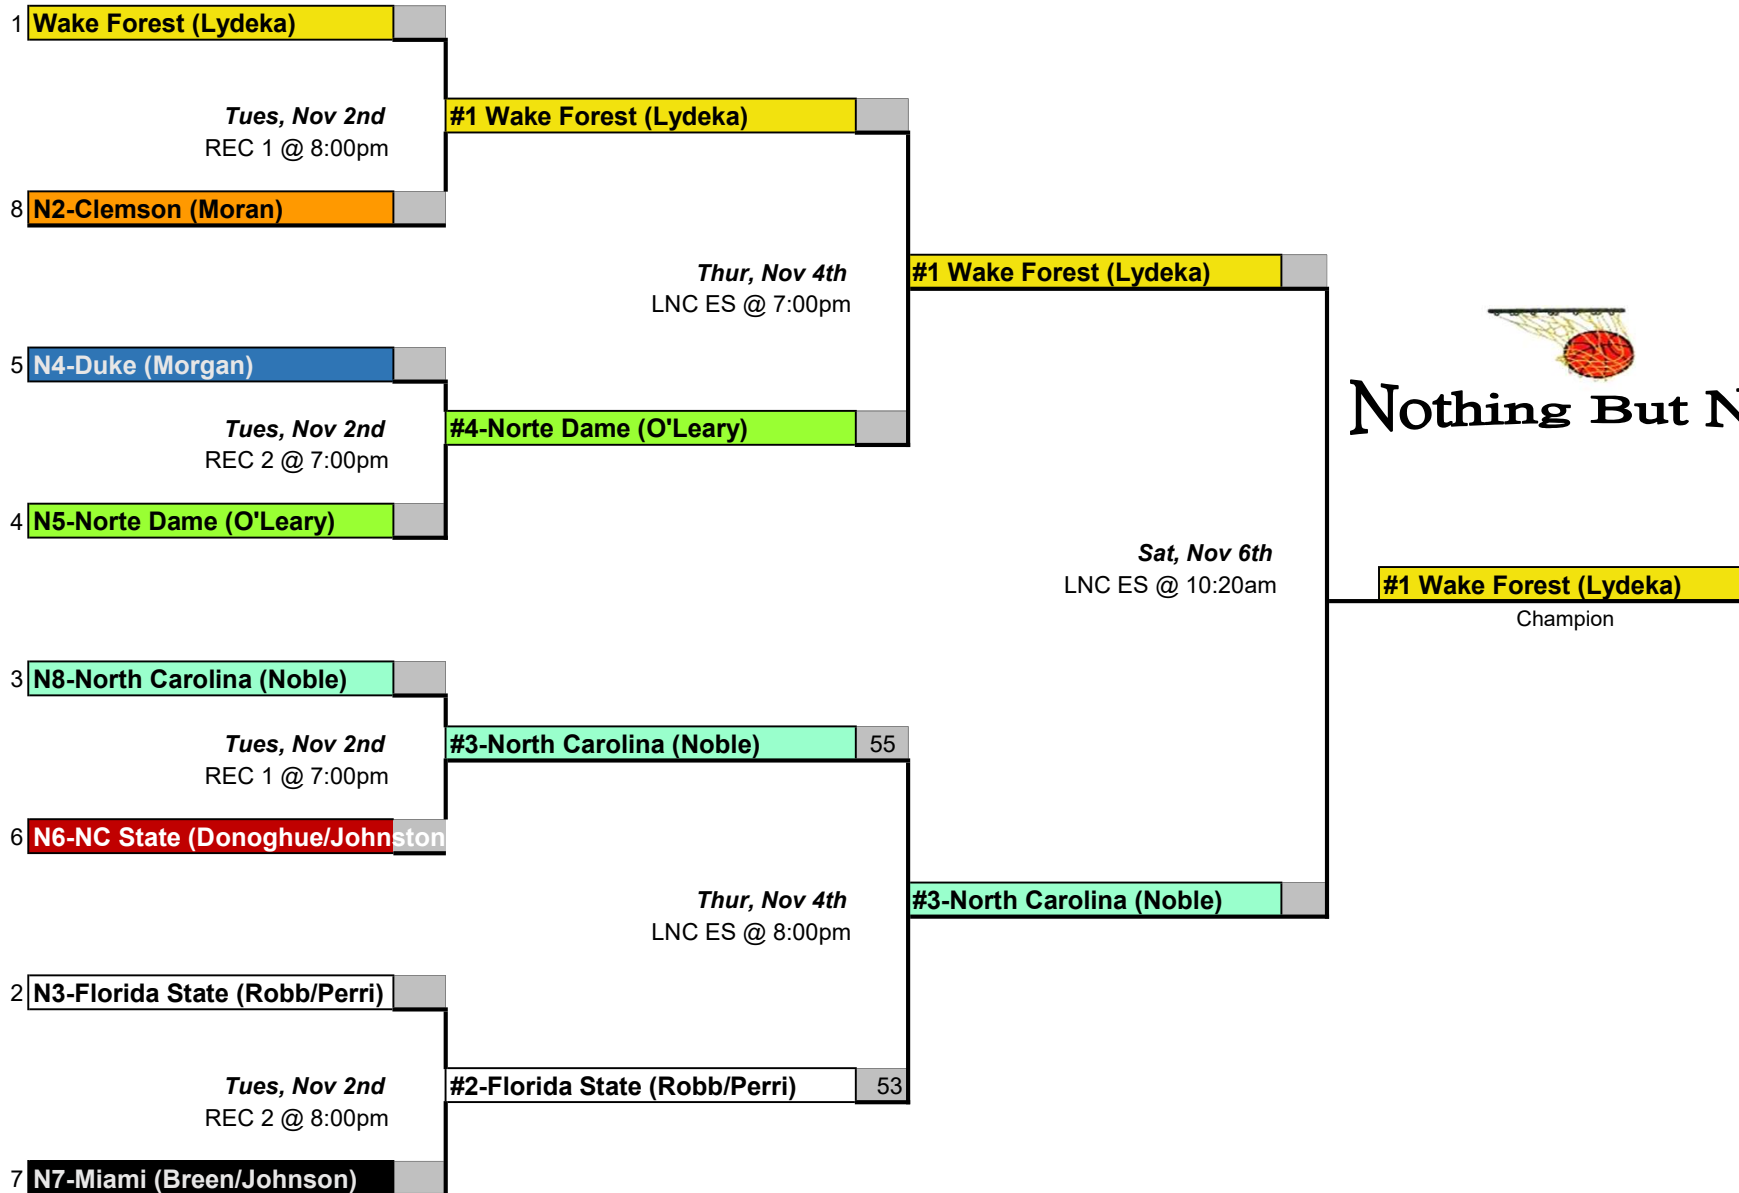 1 Wake Forest (Lydeka)
Tues, Nov 2nd
REC 1 @ 8:00pm
#1 Wake Forest (Lydeka)
8 N2-Clemson (Moran)
Thur, Nov 4th
LNC ES @ 7:00pm
#1 Wake Forest (Lydeka)
5 N4-Duke (Morgan)
Tues, Nov 2nd
REC 2 @ 7:00pm
#4-Norte Dame (O'Leary)
4 N5-Norte Dame (O'Leary)
Nothing But N
Sat, Nov 6th
LNC ES @ 10:20am
#1 Wake Forest (Lydeka)
Champion
3 N8-North Carolina (Noble)
Tues, Nov 2nd
REC 1 @ 7:00pm
#3-North Carolina (Noble) 55
6 N6-NC State (Donoghue/Johnston
Thur, Nov 4th
LNC ES @ 8:00pm
#3-North Carolina (Noble)
2 N3-Florida State (Robb/Perri)
Tues, Nov 2nd
REC 2 @ 8:00pm
#2-Florida State (Robb/Perri) 53
7 N7-Miami (Breen/Johnson)